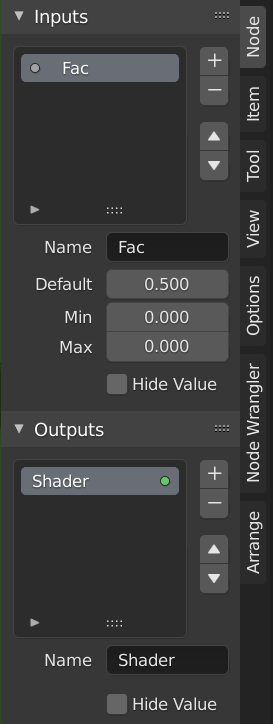 Inputs
Fac
Name Fac
Default 0.500
Min 0.000
Max 0.000
Hide Value
Outputs
Shader
Name Shader
Hide Value
Node
Item
Tool
View
Options
Node Wrangler
Arrange